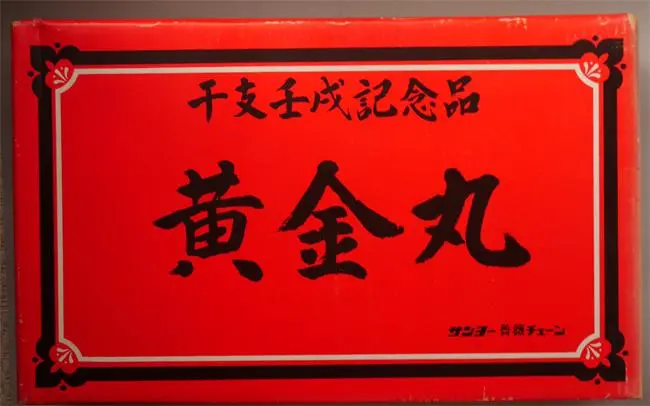 干支壬戌記念品
黄金丸
サンヨー チェーン